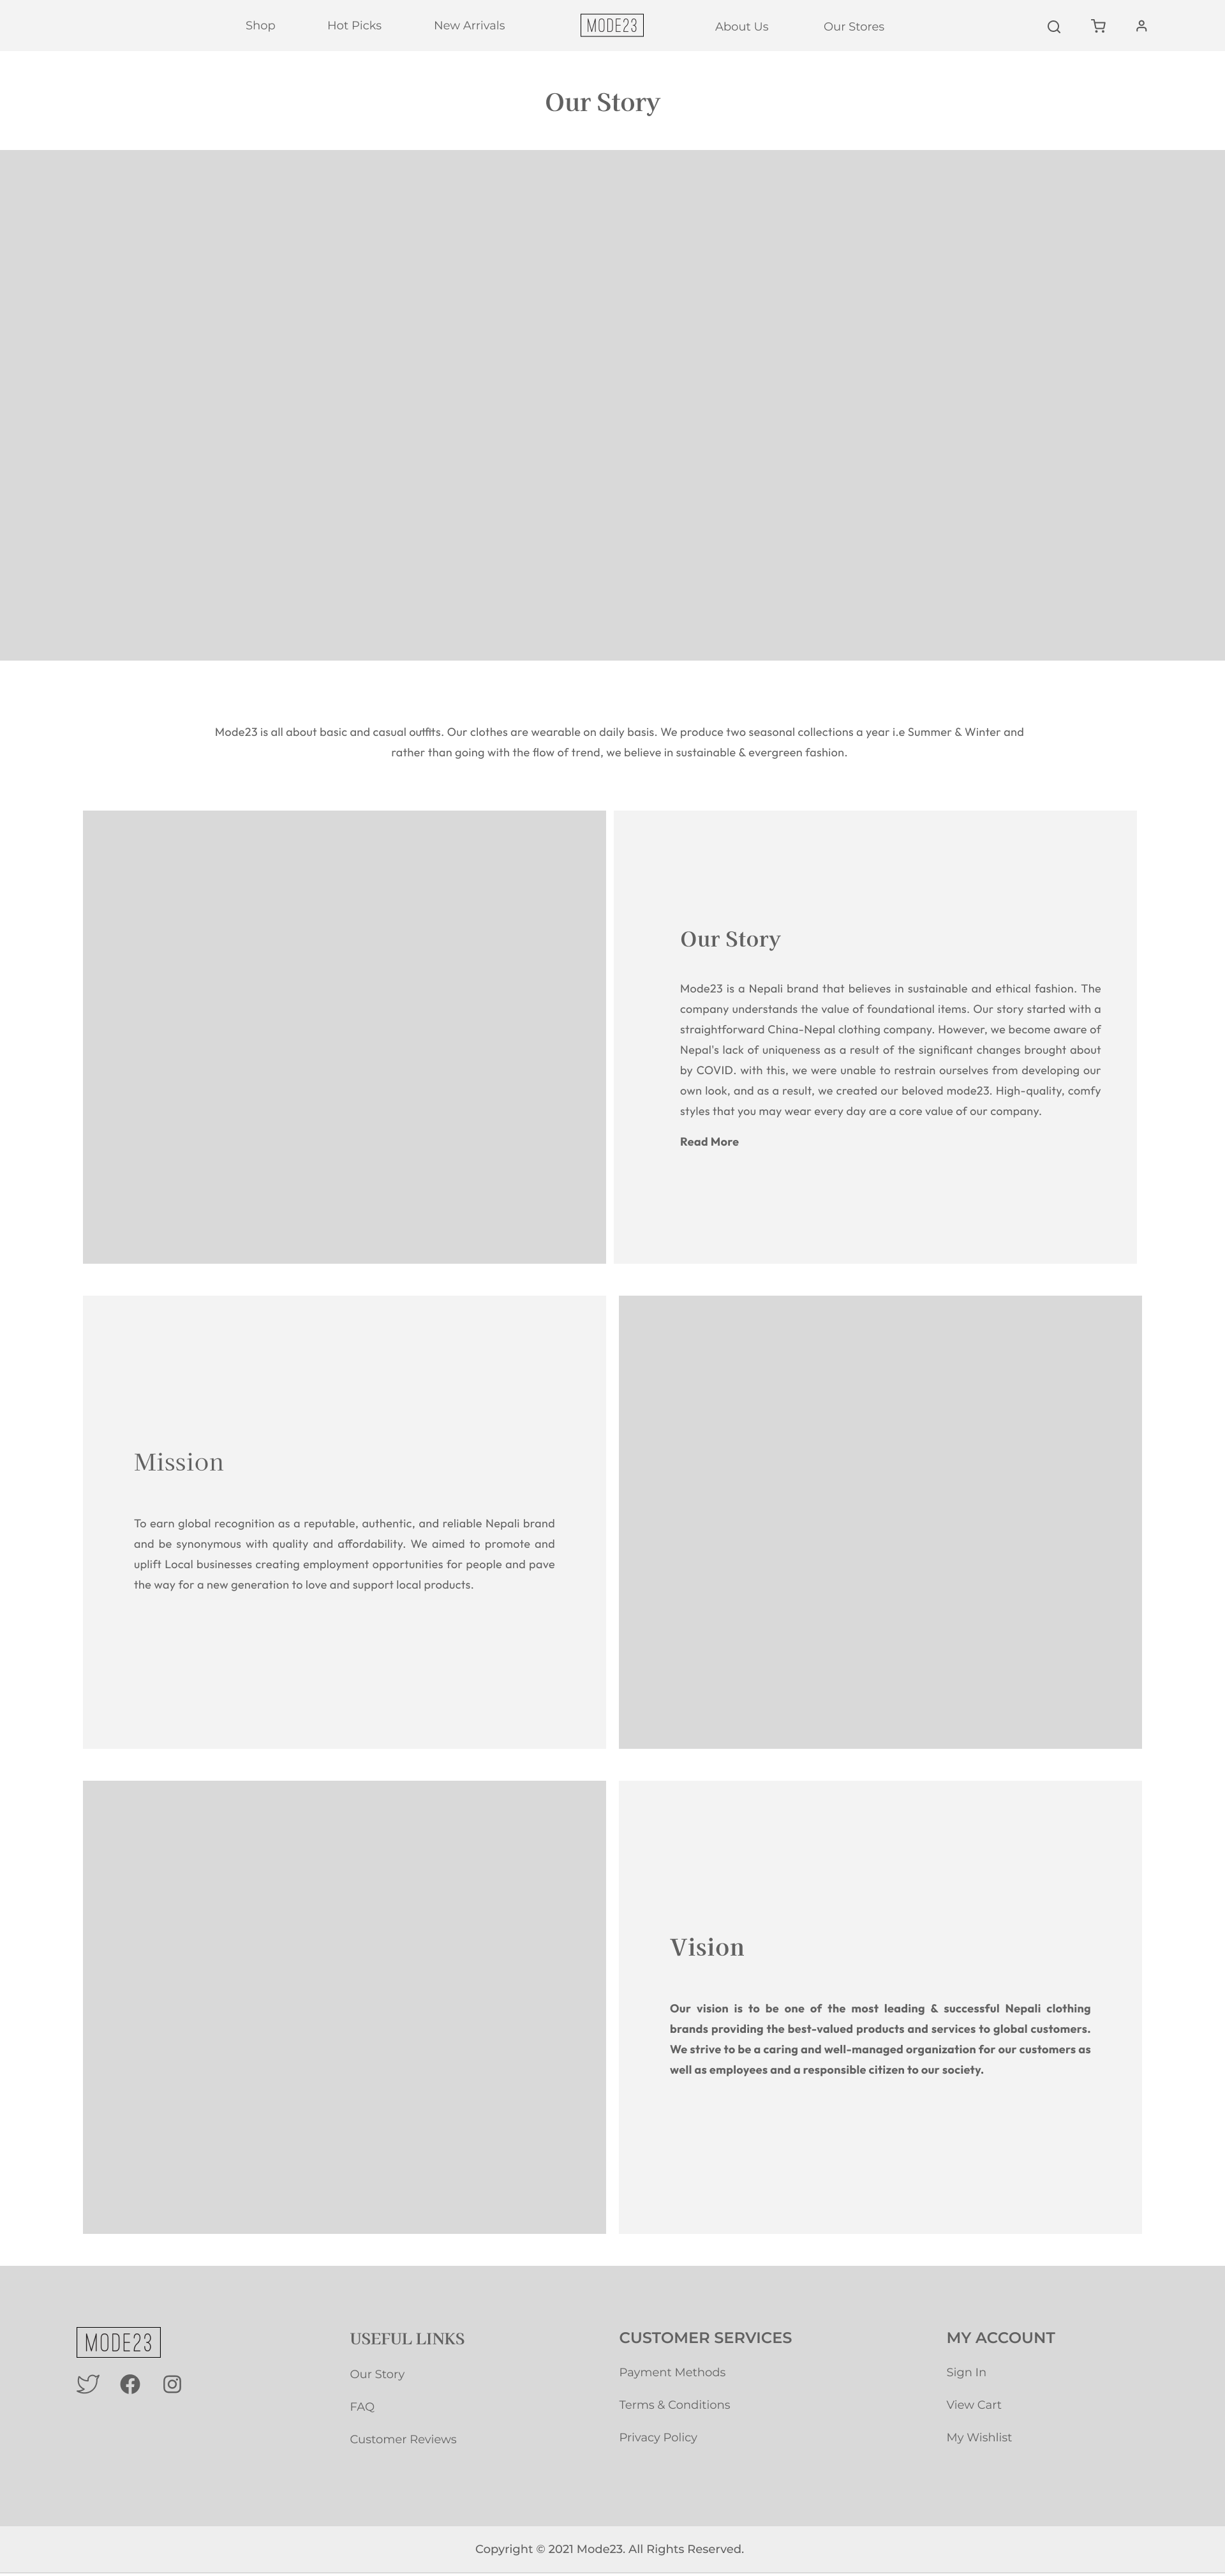 Shop
Hot Picks
New Arrivals
MODE23
About Us
Our Stores
Our Story
Mode23 is all about basic and casual outfits. Our clothes are wearable on daily basis. We produce two seasonal collections a year i.e Summer & Winter and
rather than going with the flow of trend, we believe in sustainable & evergreen fashion.
Our Story
Mode23 is a Nepali brand that believes in sustainable and ethical fashion. The
company understands the value of foundational items. Our story started with a
straightforward China-Nepal clothing company. However, we become aware of
Nepal's lack of uniqueness as a result of the significant changes brought about
by COVID. with this, we were unable to restrain ourselves from developing our
own look, and as a result, we created our beloved mode23. High-quality, comfy
styles that you may wear every day are a core value of our company.
Read More
Mission
To earn global recognition as a reputable, authentic, and reliable Nepali brand
and be synonymous with quality and affordability. We aimed to promote and
uplift Local businesses creating employment opportunities for people and pave
the way for a new generation to love and support local products.
Vision
Our vision is to be one of the most leading & successful Nepali clothing
brands providing the best-valued products and services to global customers.
We strive to be a caring and well-managed organization for our customers as
well as employees and a responsible citizen to our society.
MODE23
USEFUL LINKS
Our Story
FAQ
Customer Reviews
CUSTOMER SERVICES
Payment Methods
Terms & Conditions
Privacy Policy
MY ACCOUNT
Sign In
View Cart
My Wishlist
Copyright © 2021 Mode23. All Rights Reserved.